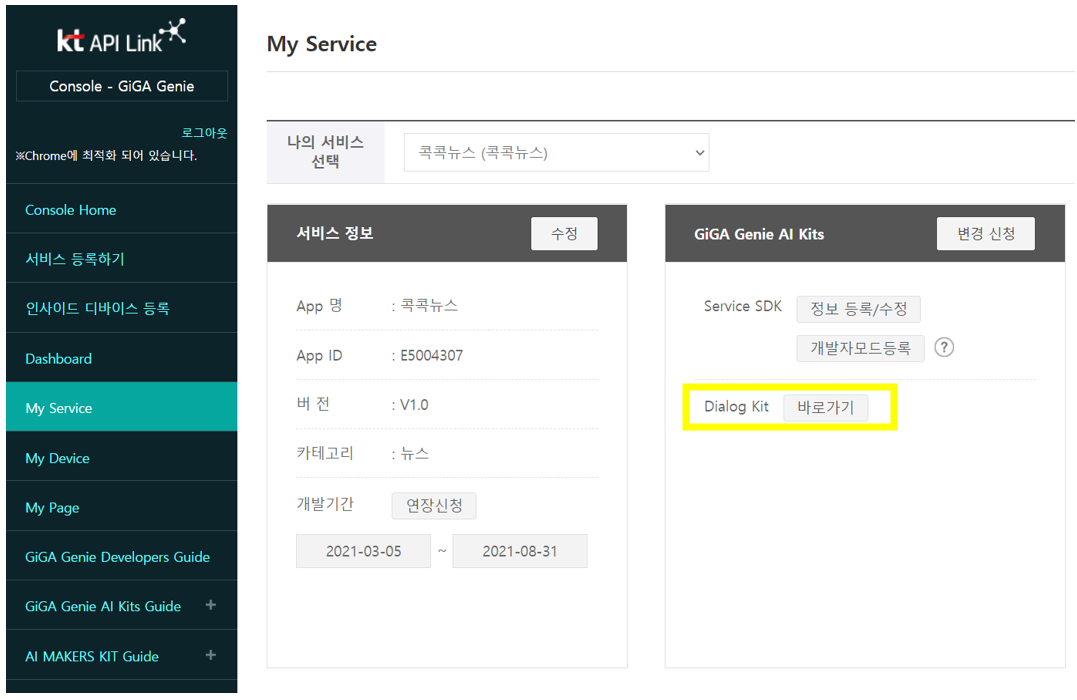 kt API Link
Console - GiGA Genie
로그아웃
※Chrome에 최적화 되어 있습니다.
Console Home
서비스 등록하기
인사이드 디바이스 등록
Dashboard
My Service
My Device
My Page
GiGA Genie Developers Guide
GiGA Genie AI Kits Guide +
AI MAKERS KIT Guide +
My Service
나의 서비스
선택
콕콕뉴스 (콕콕뉴스)
서비스 정보 수정
App 명 : 콕콕뉴스
App ID : E5004307
버 전 : V1.0
카테고리 : 뉴스
개발기간 연장신청
2021-03-05 ~ 2021-08-31
GiGA Genie AI Kits 변경 신청
Service SDK 정보 등록/수정
개발자모드등록 ?
Dialog Kit 바로가기